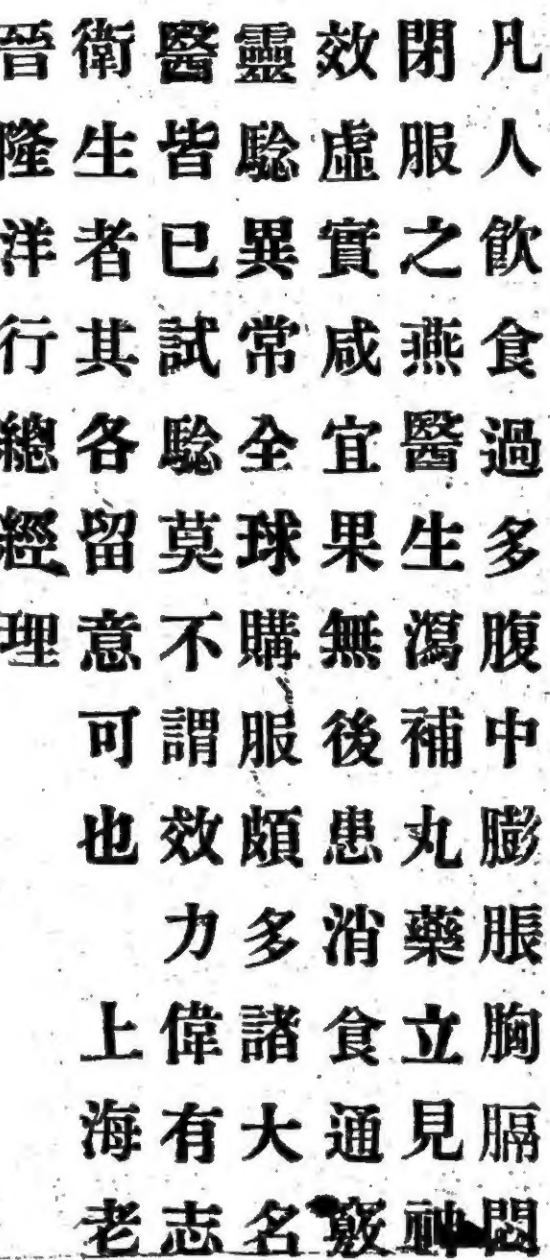 凡人飲食過多腹中膨脹胸膈悶
閉服之燕醫生瀉補丸藥立見神
效虛實咸宜果無後患消食通竅
靈騐異常全球購服頗多諸大名
醫皆已試騐莫不謂效力偉有志
衛生者其各留意可也　上海老
晉隆洋行總經理